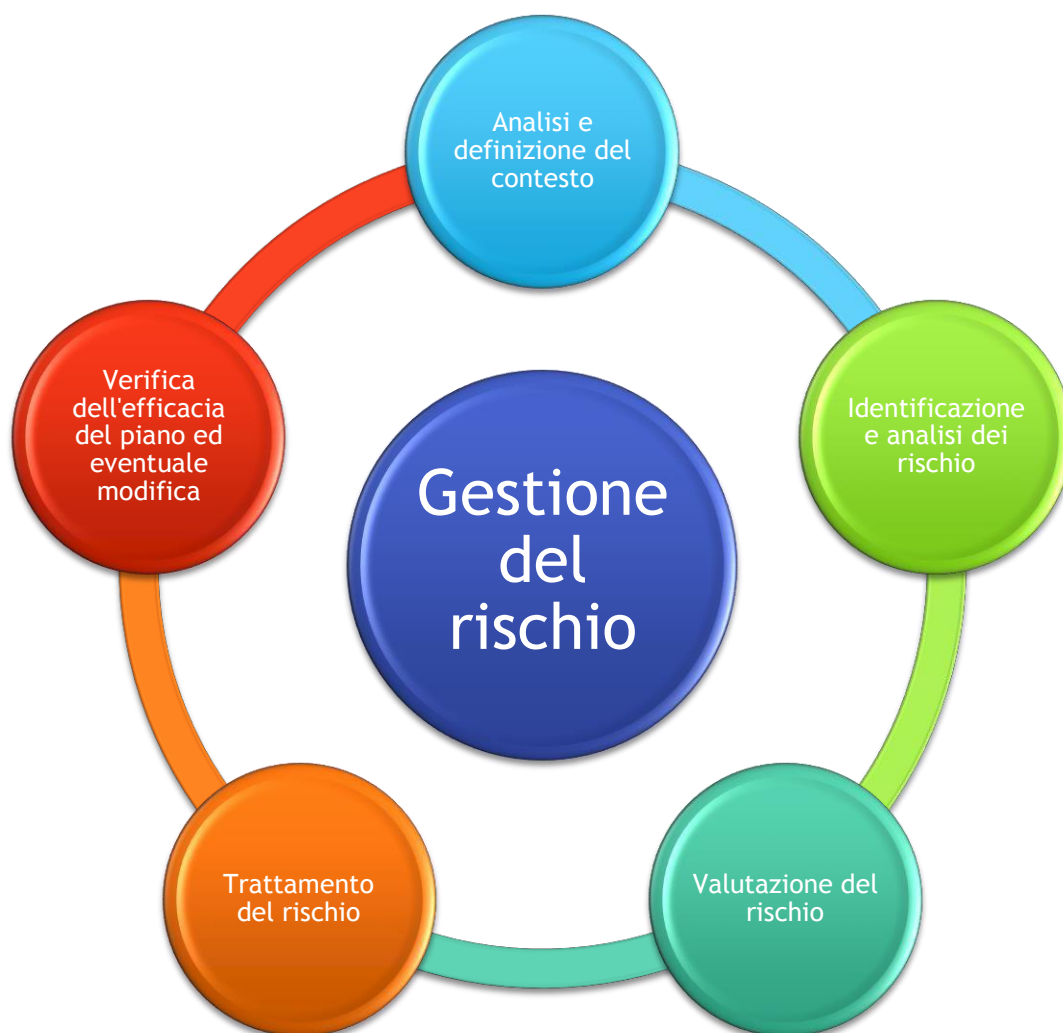 Analisi e
definizione del
contesto
Identificazione
e analisi dei
rischio
Valutazione del
rischio
Trattamento
del rischio
Verifica
dell'efficacia
del piano ed
eventuale
modifica
Gestione
del
rischio